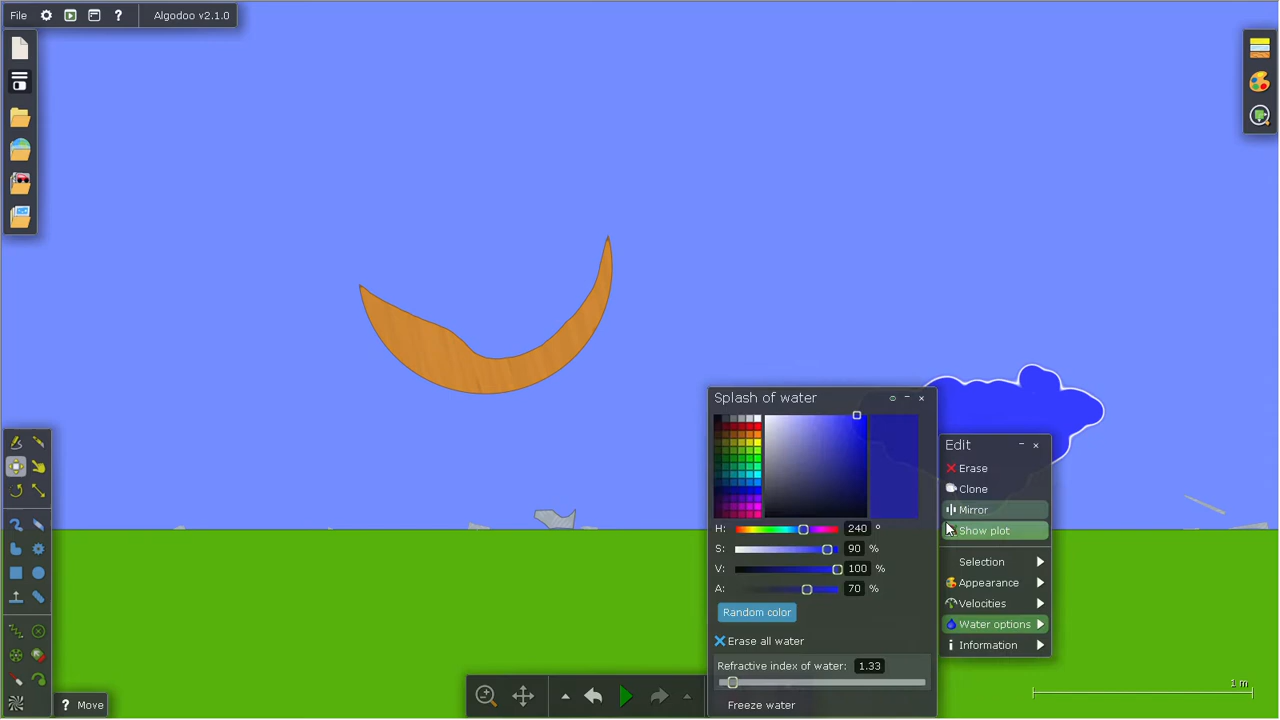 File
?
Algodoo v2.1.0
Splash of water
H: 240 °
S: 90 %
V: 100 %
A: 70 %
Random color
Erase all water
Refractive index of water: 1.33
Freeze water
Edit
Erase
Clone
Mirror
Show plot
Selection
Appearance
Velocities
Water options
Information
1 m
? Move